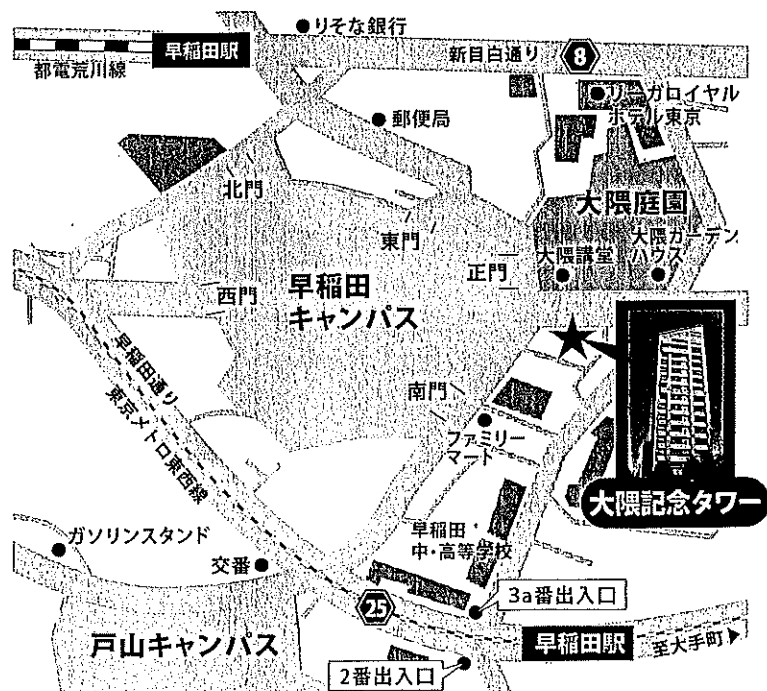 りそな銀行
早稲田駅
都電荒川線
新目白通り
8
リーガロイヤル
ホテル東京
郵便局
北門
東門
大隈庭園
正門
大隈講堂
大隈ガーデン
ハウス
西門
早稲田
キャンパス
早稲田通り
東京メトロ東西線
南門
ファミリー
マート
大隈記念タワー
ガソリンスタンド
交番
早稲田
中・高等学校
25
3a番出入口
戸山キャンパス
早稲田駅
至大手町
2番出入口